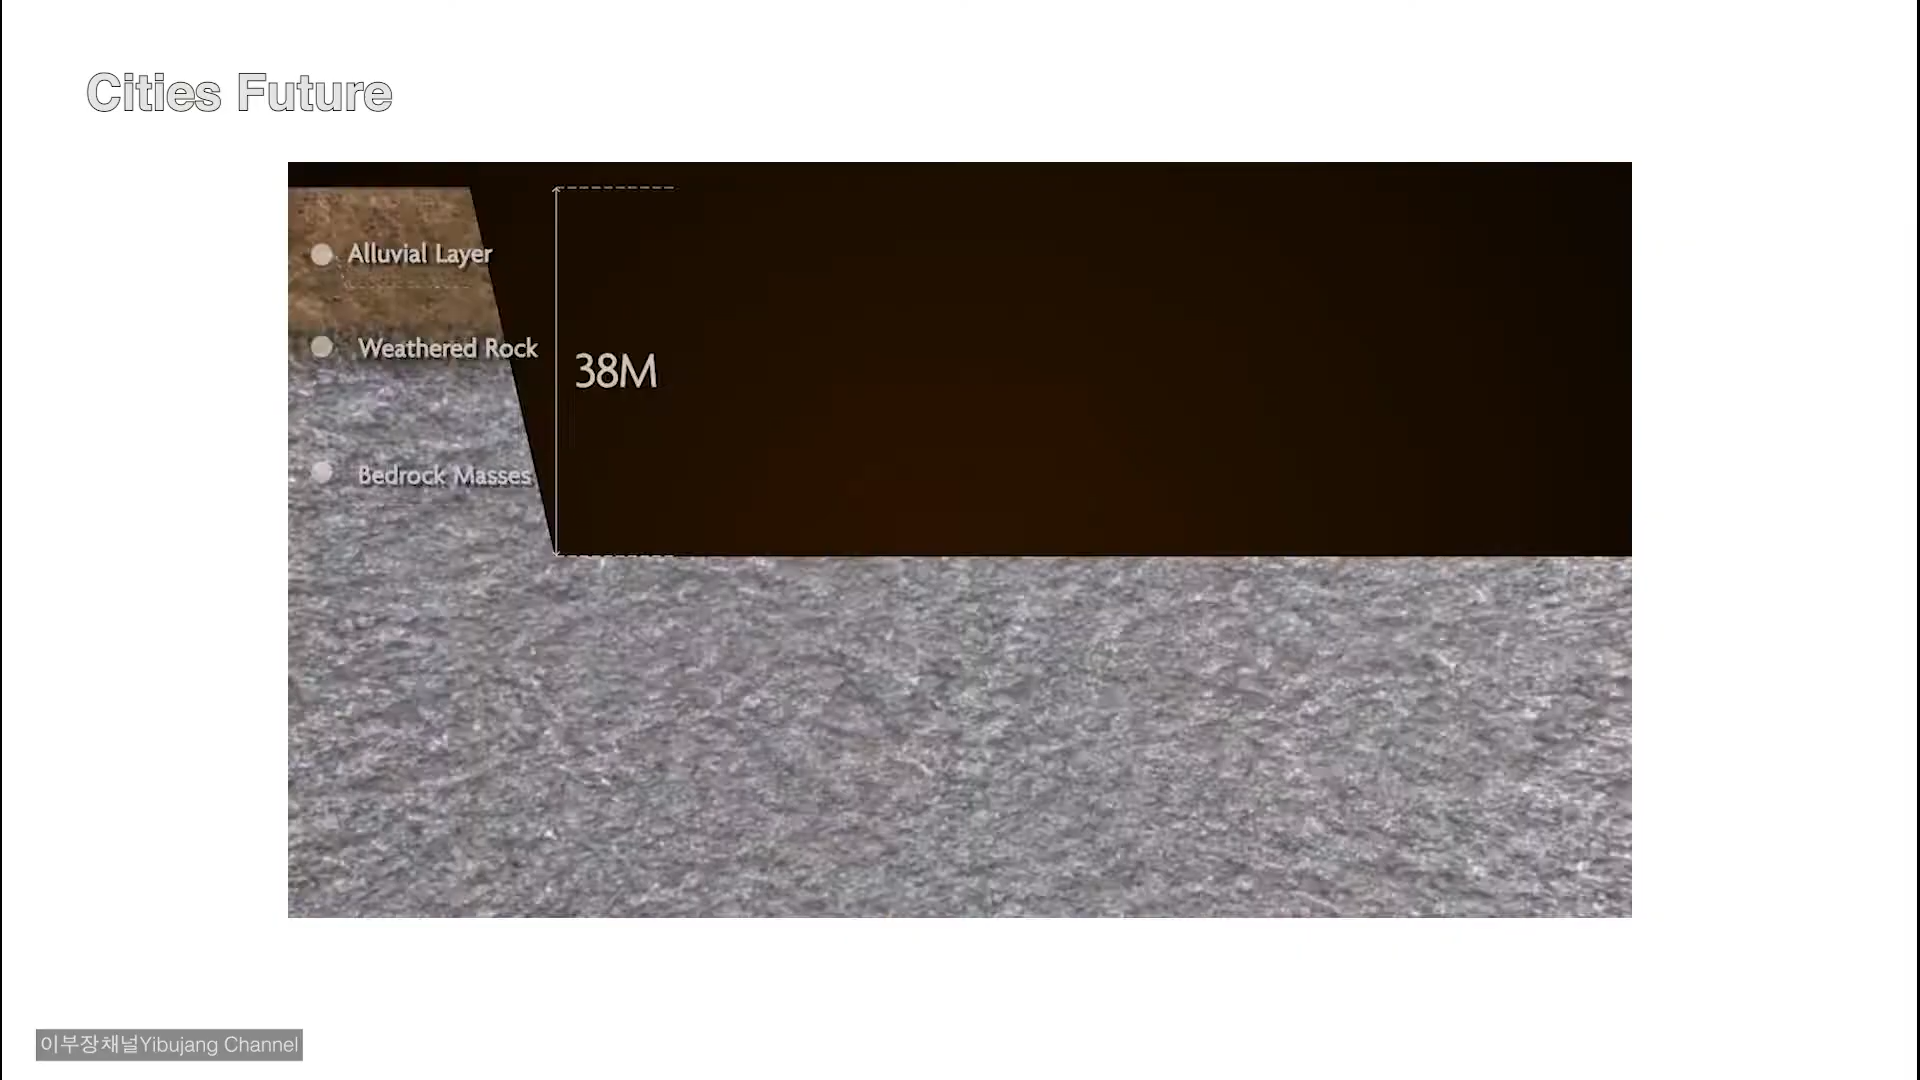 Cities Future
Alluvial Layer
Weathered Rock
38M
Bedrock Masses
이부장채널Yibujang Channel